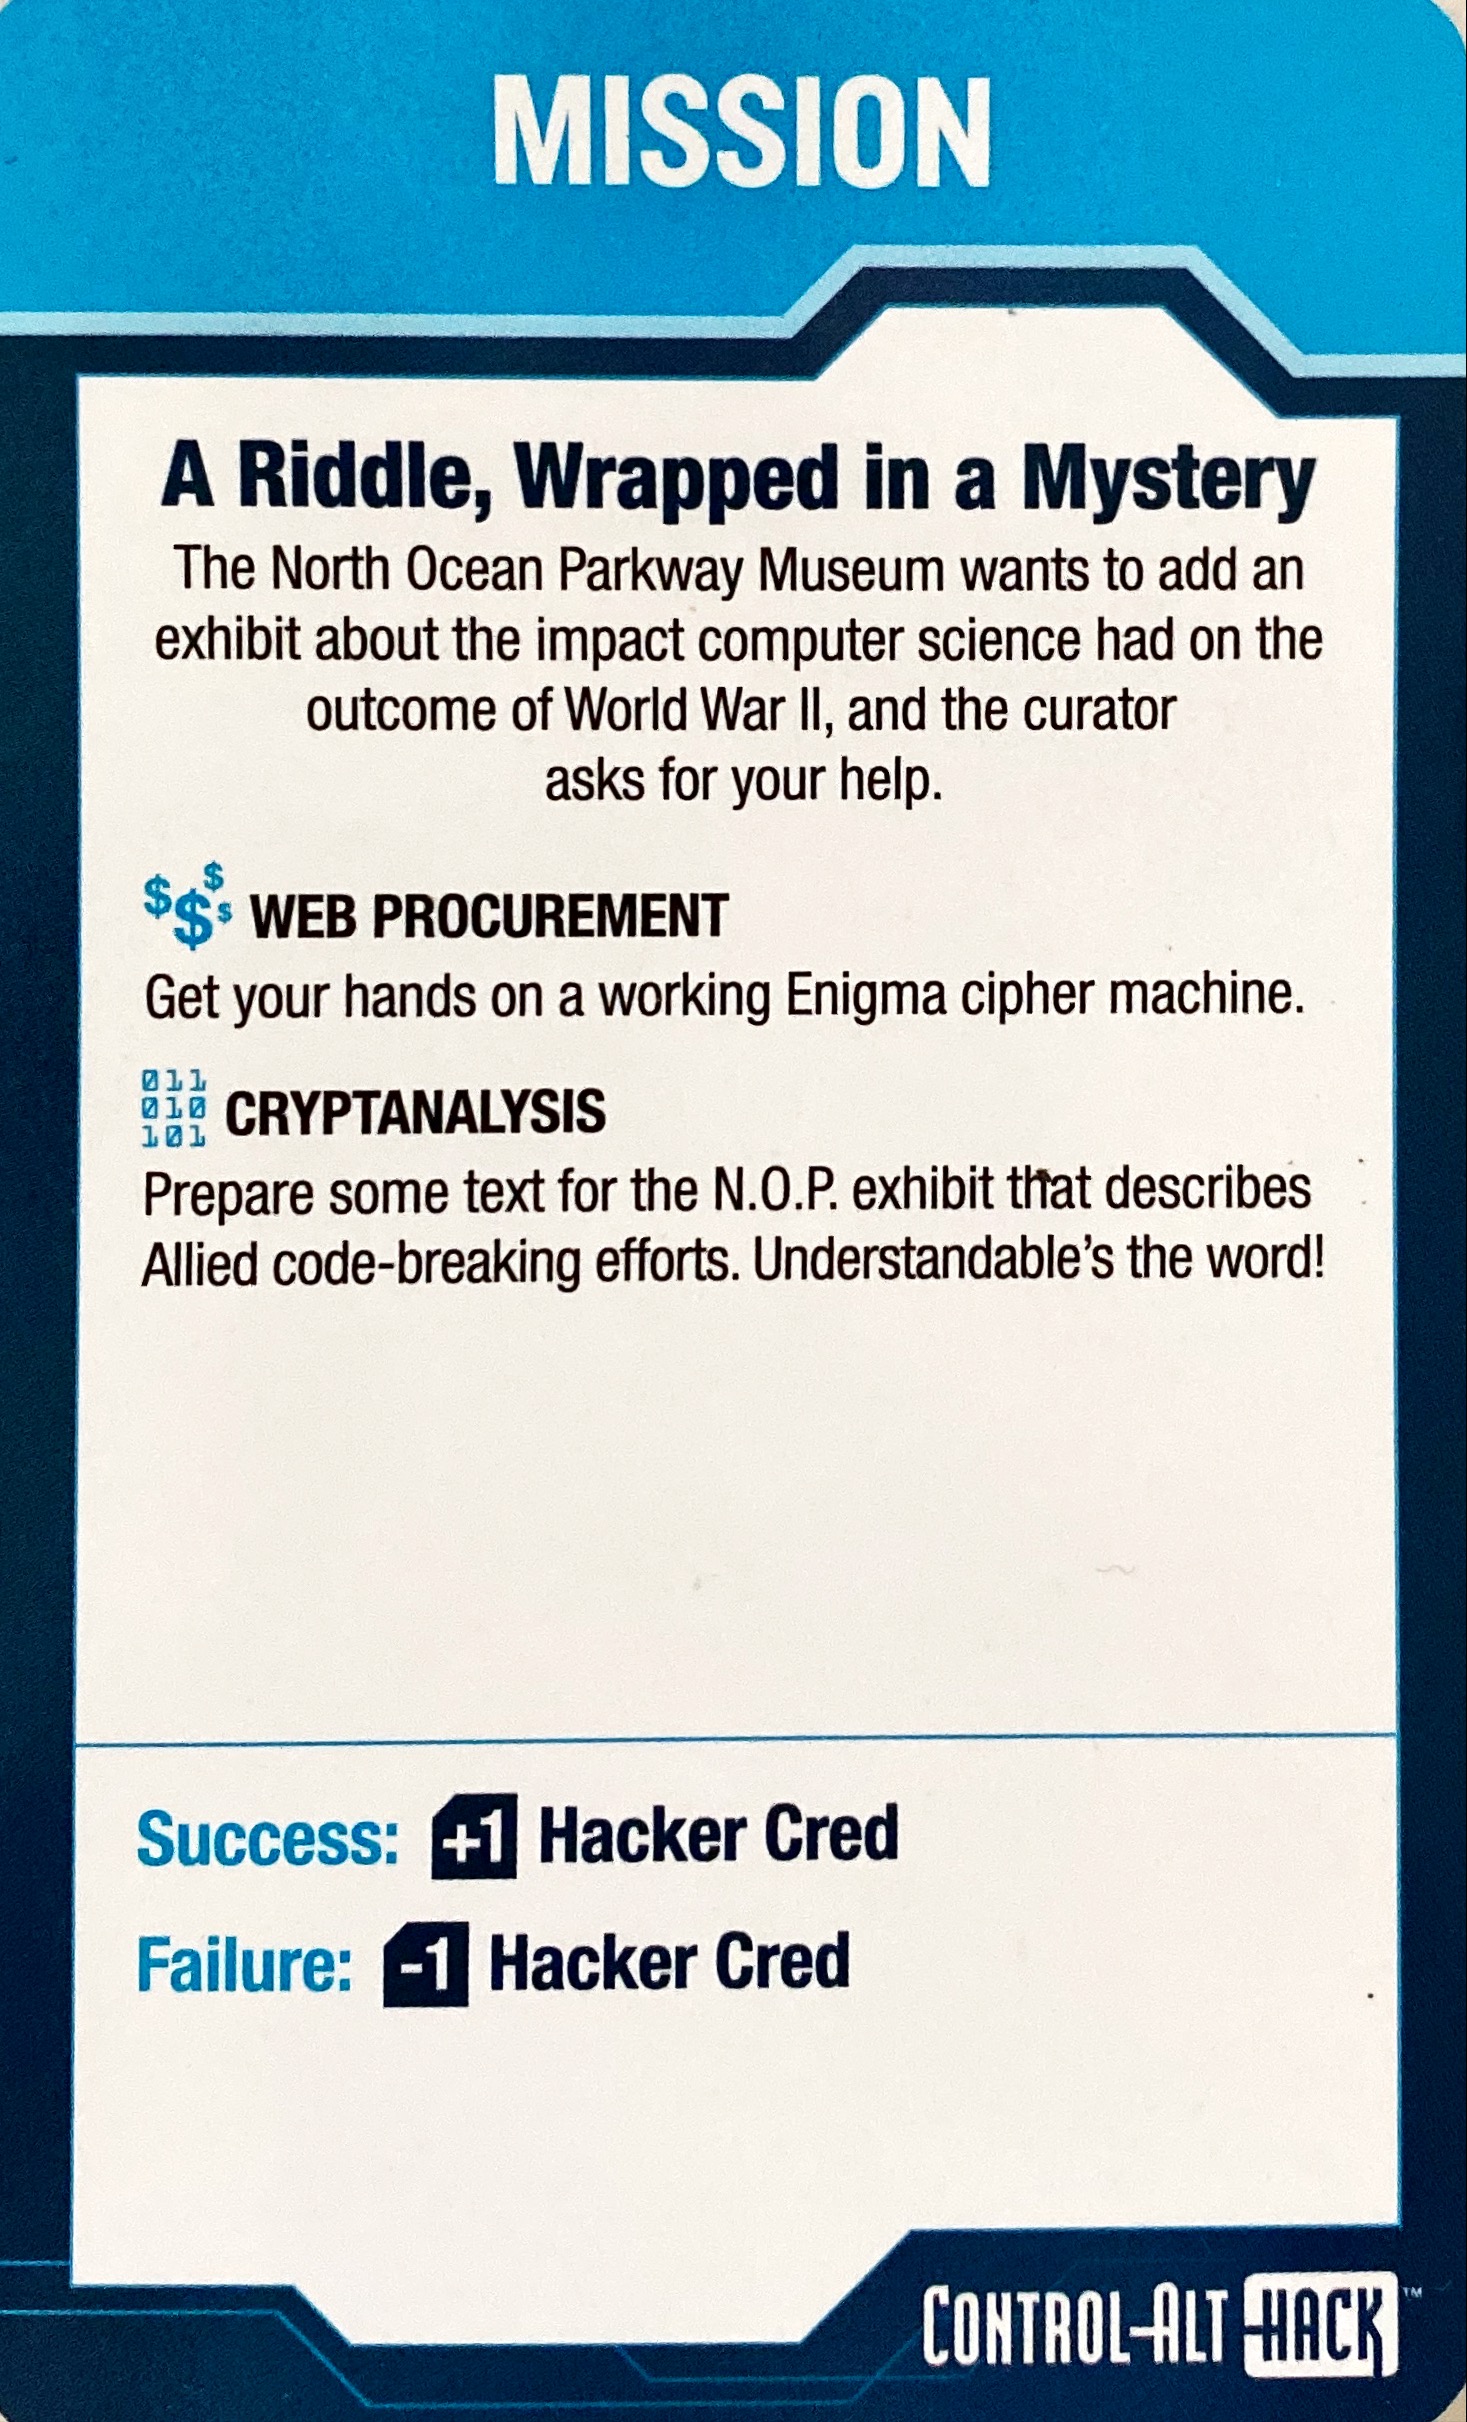 MISSION
A Riddle, Wrapped in a Mystery
The North Ocean Parkway Museum wants to add an
exhibit about the impact computer science had on the
outcome of World War II, and the curator
asks for your help.
$ $ $ $ WEB PROCUREMENT
Get your hands on a working Enigma cipher machine.
011
010
101
CRYPTANALYSIS
Prepare some text for the N.O.P. exhibit that describes
Allied code-breaking efforts. Understandable's the word!
Success: +1 Hacker Cred
Failure: -1 Hacker Cred
CONTROL-ALT-HACK™